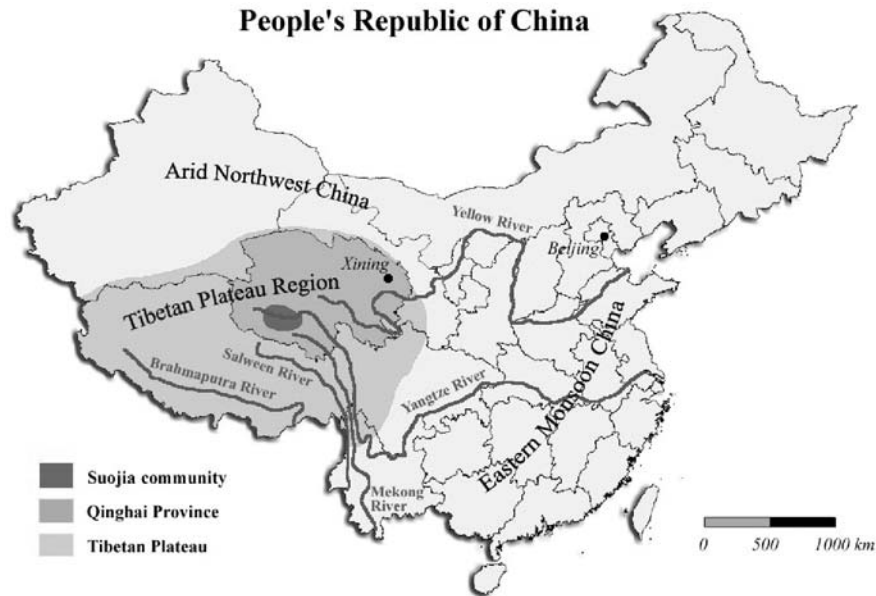 People's Republic of China
Arid Northwest China
Yellow River
Beijing
Xining
Tibetan Plateau Region
Salween River
Brahmaputra River
Yangtze River
Eastern Monsoon China
Mekong
River
Suojia community
Qinghai Province
Tibetan Plateau
0 500 1000 km